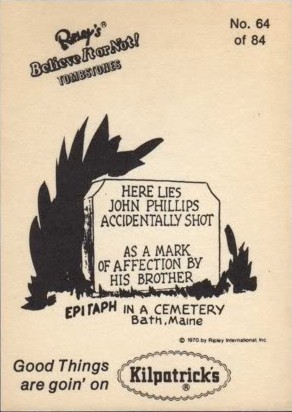 Ripley's
Believe It or Not!
TOMBSTONES
No. 64
of 84
HERE LIES
JOHN PHILLIPS
ACCIDENTALLY SHOT
AS A MARK
OF AFFECTION BY
HIS BROTHER
EPITAPH IN A CEMETERY
Bath, Maine
© 1970 by Ripley International, Inc.
Good Things
are goin' on
Kilpatrick's®